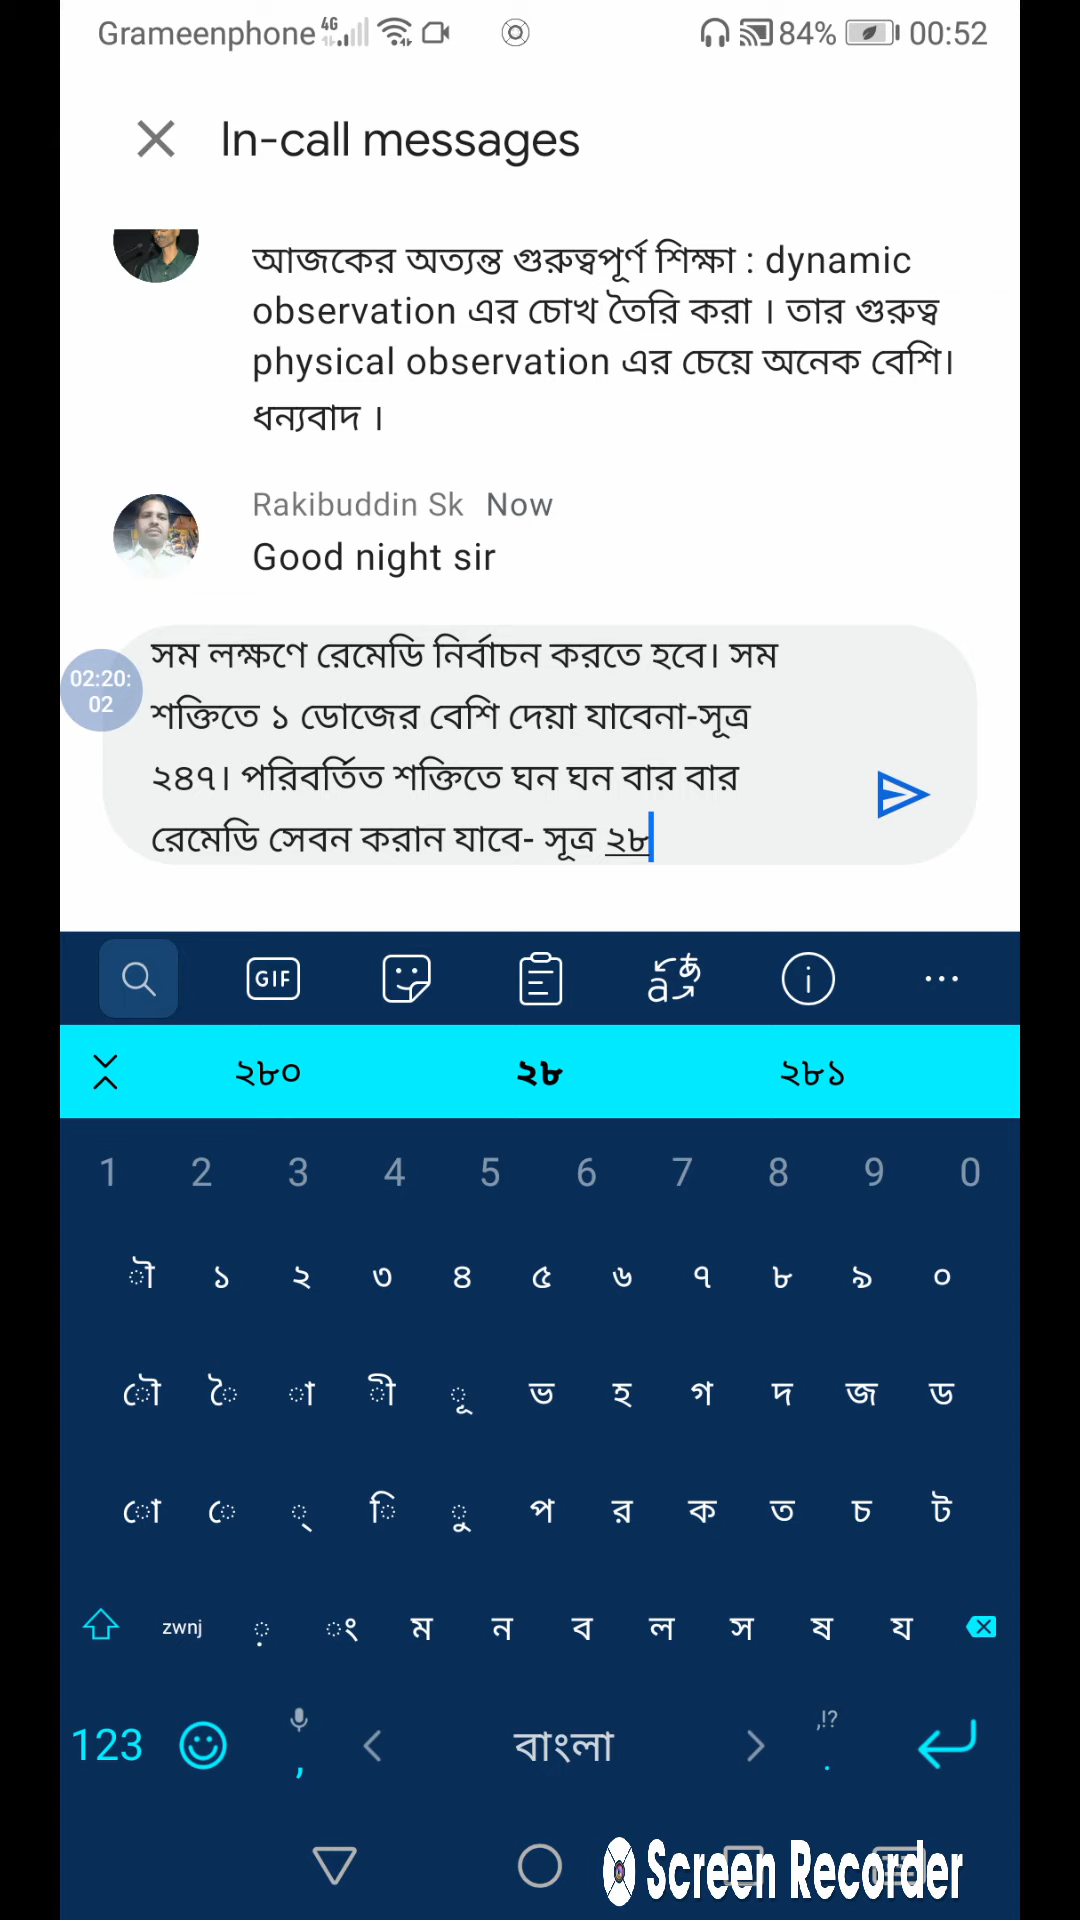 Grameenphone 4G 84% 00:52
In-call messages
আজকের অত্যন্ত গুরুত্বপূর্ণ শিক্ষা : dynamic
observation এর চোখ তৈরি করা । তার গুরুত্ব
physical observation এর চেয়ে অনেক বেশি।
ধন্যবাদ ।
Rakibuddin Sk Now
Good night sir
সম লক্ষণে রেমেডি নির্বাচন করতে হবে। সম
02:20:
02
শক্তিতে ১ ডোজের বেশি দেয়া যাবেনা-সূত্র
২৪৭। পরিবর্তিত শক্তিতে ঘন ঘন বার বার
রেমেডি সেবন করান যাবে- সূত্র ২৮
GIF
২৮০ ২৮ ২৮১
1 2 3 4 5 6 7 8 9 0
ৗ ১ ২ ৩ ৪ ৫ ৬ ৭ ৮ ৯ ০
ৌ ৈ া ী ূ ভ হ গ দ জ ড
ো ে ্ ি ু প র ক ত চ ট
zwnj ় ং ম ন ব ল স ষ য
123 , বাংলা ,!? .
Screen Recorder